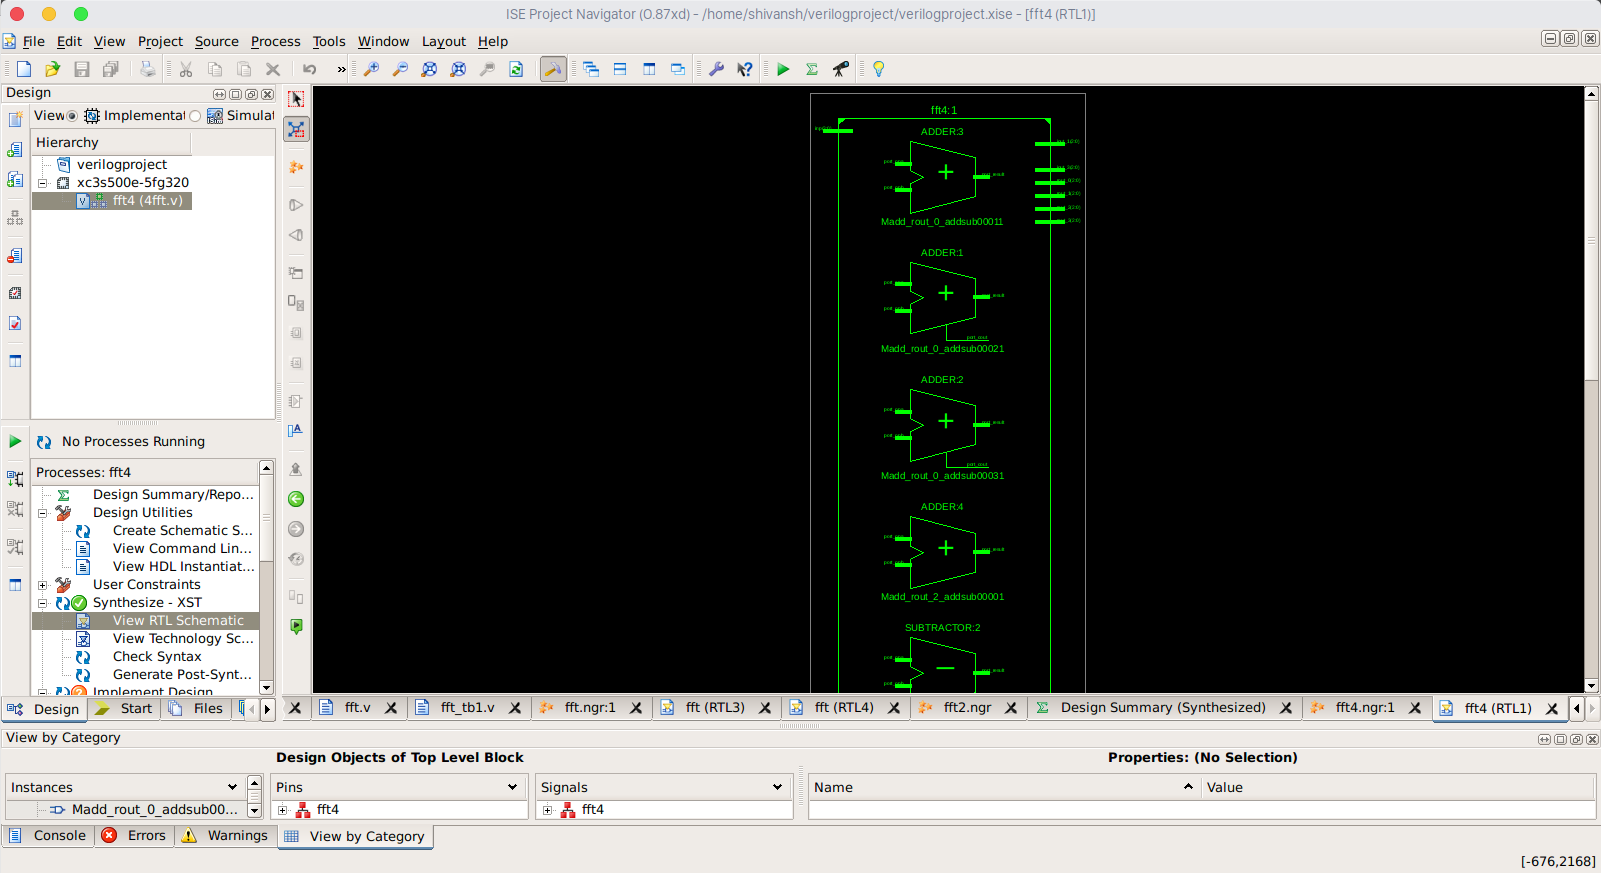 ISE Project Navigator (0.87xd) - /home/shivansh/verilogproject/verilogproject.xise - [fft4 (RTL1)]
File Edit View Project Source Process Tools Window Layout Help
»
Design
View: Implementat Simulat
Hierarchy
verilogproject
xc3s500e-5fg320
fft4 (4fft.v)
No Processes Running
Processes: fft4
Design Summary/Repo...
Design Utilities
Create Schematic S...
View Command Lin...
View HDL Instantiat...
User Constraints
Synthesize - XST
View RTL Schematic
View Technology Sc...
Check Syntax
Generate Post-Synt...
Implement Design
Design Start Files
fft4:1
ADDER:3
Madd_rout_0_addsub00011
ADDER:1
Madd_rout_0_addsub00021
ADDER:2
Madd_rout_0_addsub00031
ADDER:4
Madd_rout_2_addsub00001
SUBTRACTOR:2
fft.v fft_tb1.v fft.ngr:1 fft (RTL3) fft (RTL4) fft2.ngr Design Summary (Synthesized) fft4.ngr:1 fft4 (RTL1)
View by Category
Design Objects of Top Level Block Properties: (No Selection)
Instances Pins Signals Name Value
Madd_rout_0_addsub00... fft4 fft4
Console Errors Warnings View by Category
[-676,2168]